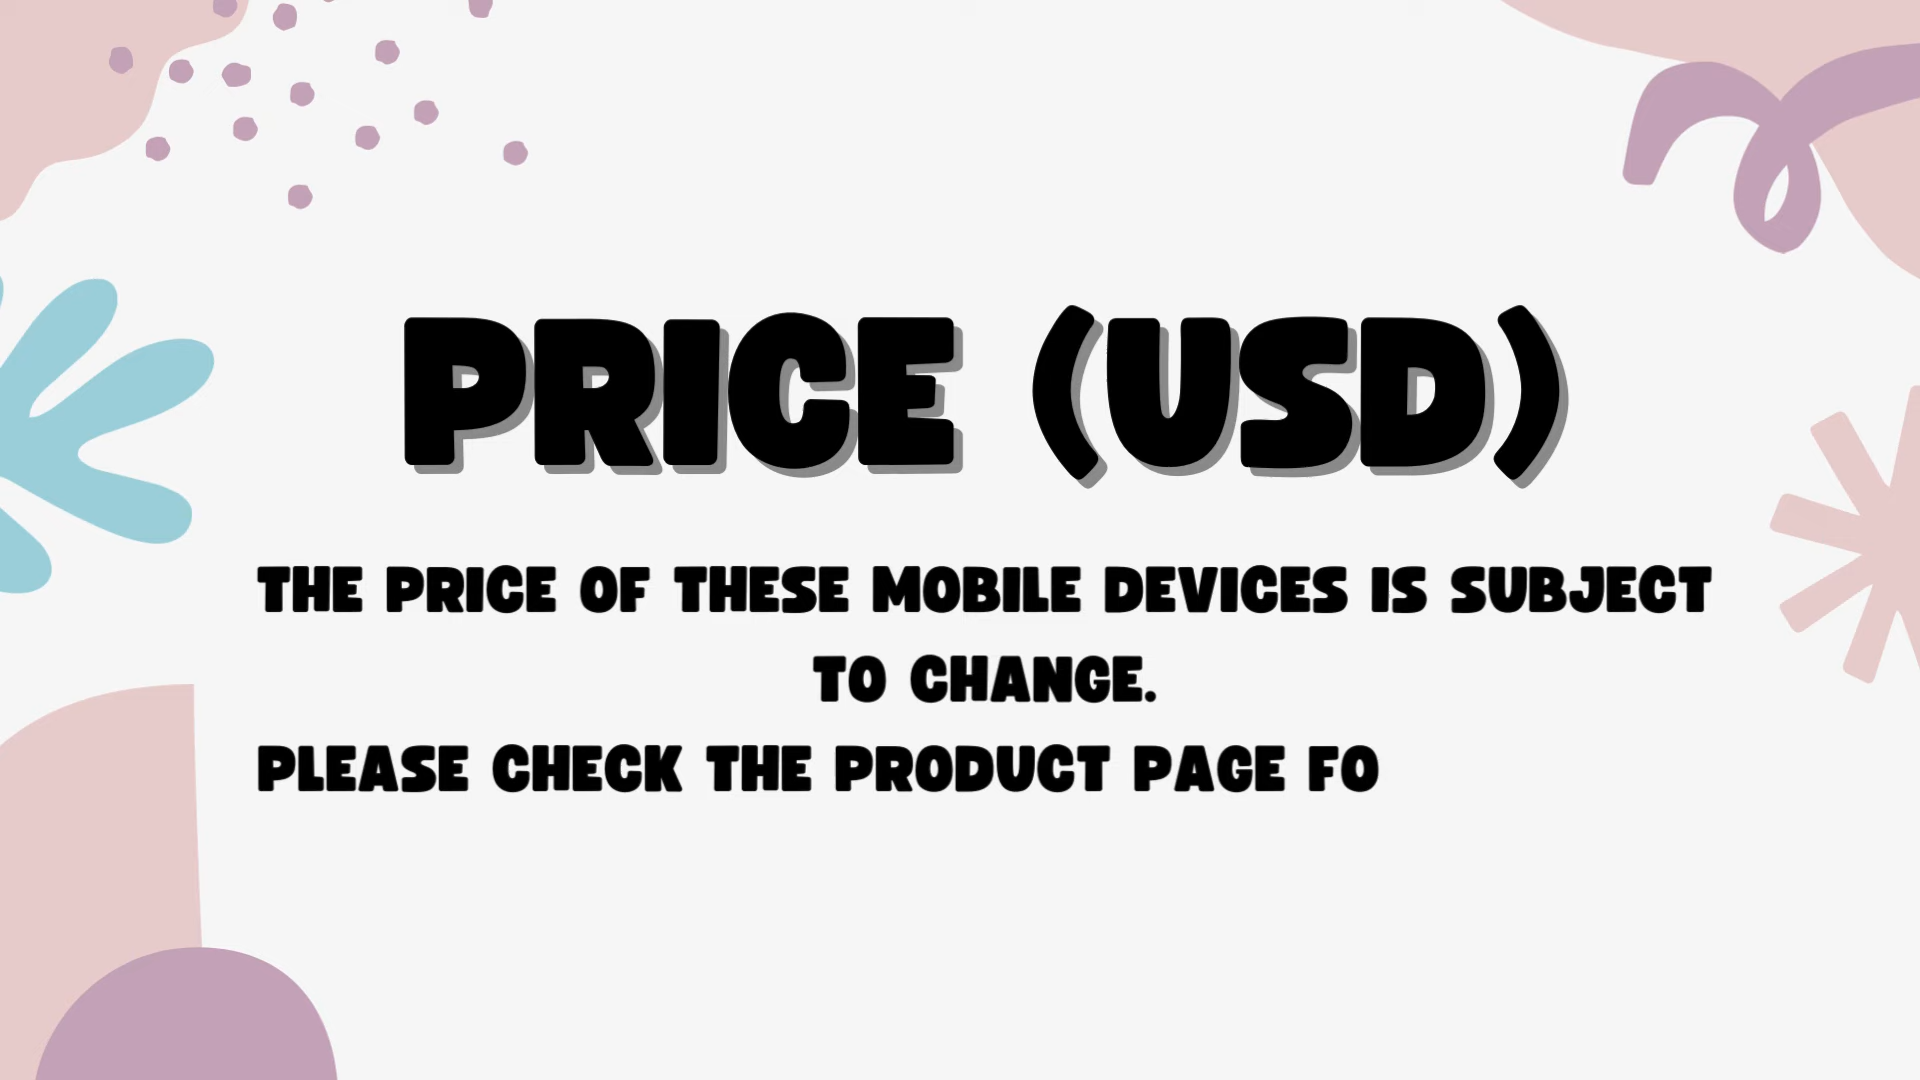 PRICE (USD)
THE PRICE OF THESE MOBILE DEVICES IS SUBJECT
TO CHANGE.
PLEASE CHECK THE PRODUCT PAGE FO